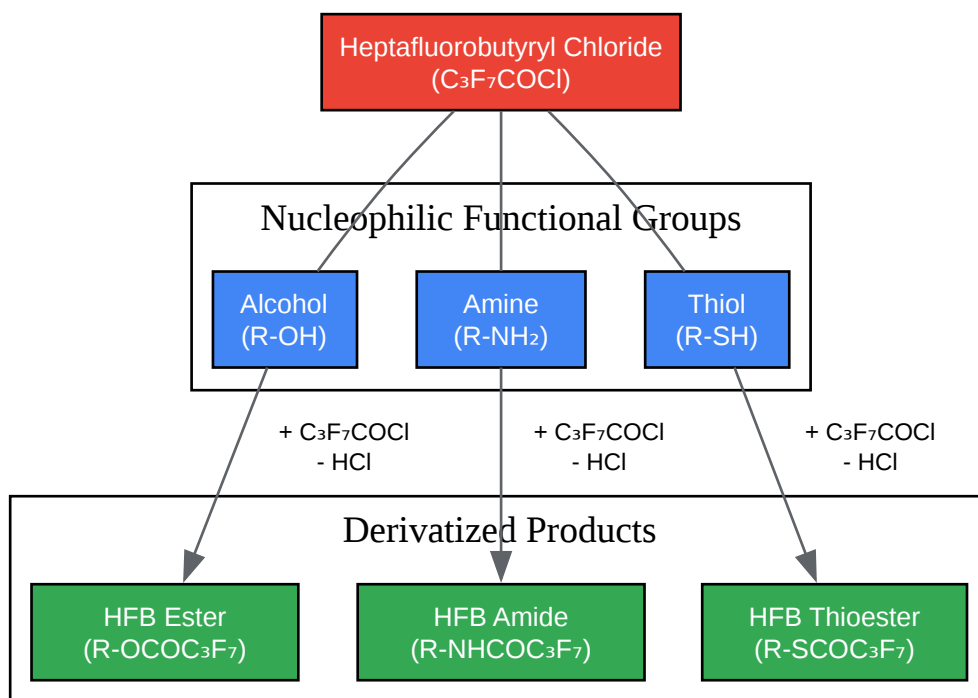 Heptafluorobutyryl Chloride
(C₃F₇COCl)
Nucleophilic Functional Groups
Alcohol
(R-OH)
Amine
(R-NH₂)
Thiol
(R-SH)
+ C₃F₇COCl
- HCl
+ C₃F₇COCl
- HCl
+ C₃F₇COCl
- HCl
Derivatized Products
HFB Ester
(R-OCOC₃F₇)
HFB Amide
(R-NHCOC₃F₇)
HFB Thioester
(R-SCOC₃F₇)